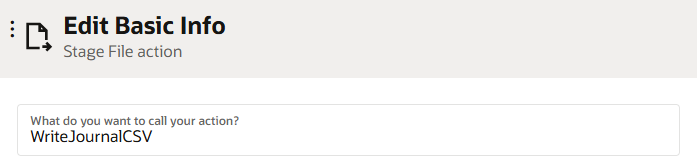 Edit Basic Info
Stage File action
What do you want to call your action?
WriteJournalCSV